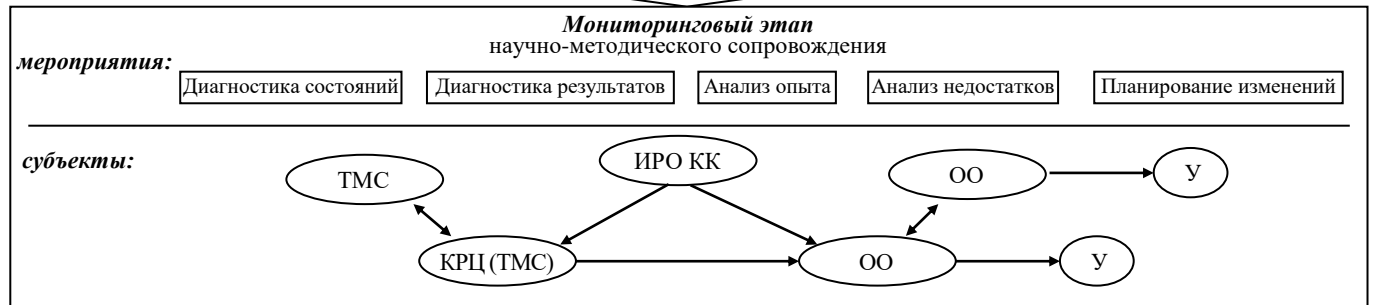 Мониторинговый этап
научно-методического сопровождения
мероприятия:
Диагностика состояний
Диагностика результатов
Анализ опыта
Анализ недостатков
Планирование изменений
субъекты:
ТМС
ИРО КК
ОО
У
КРЦ (ТМС)
ОО
У